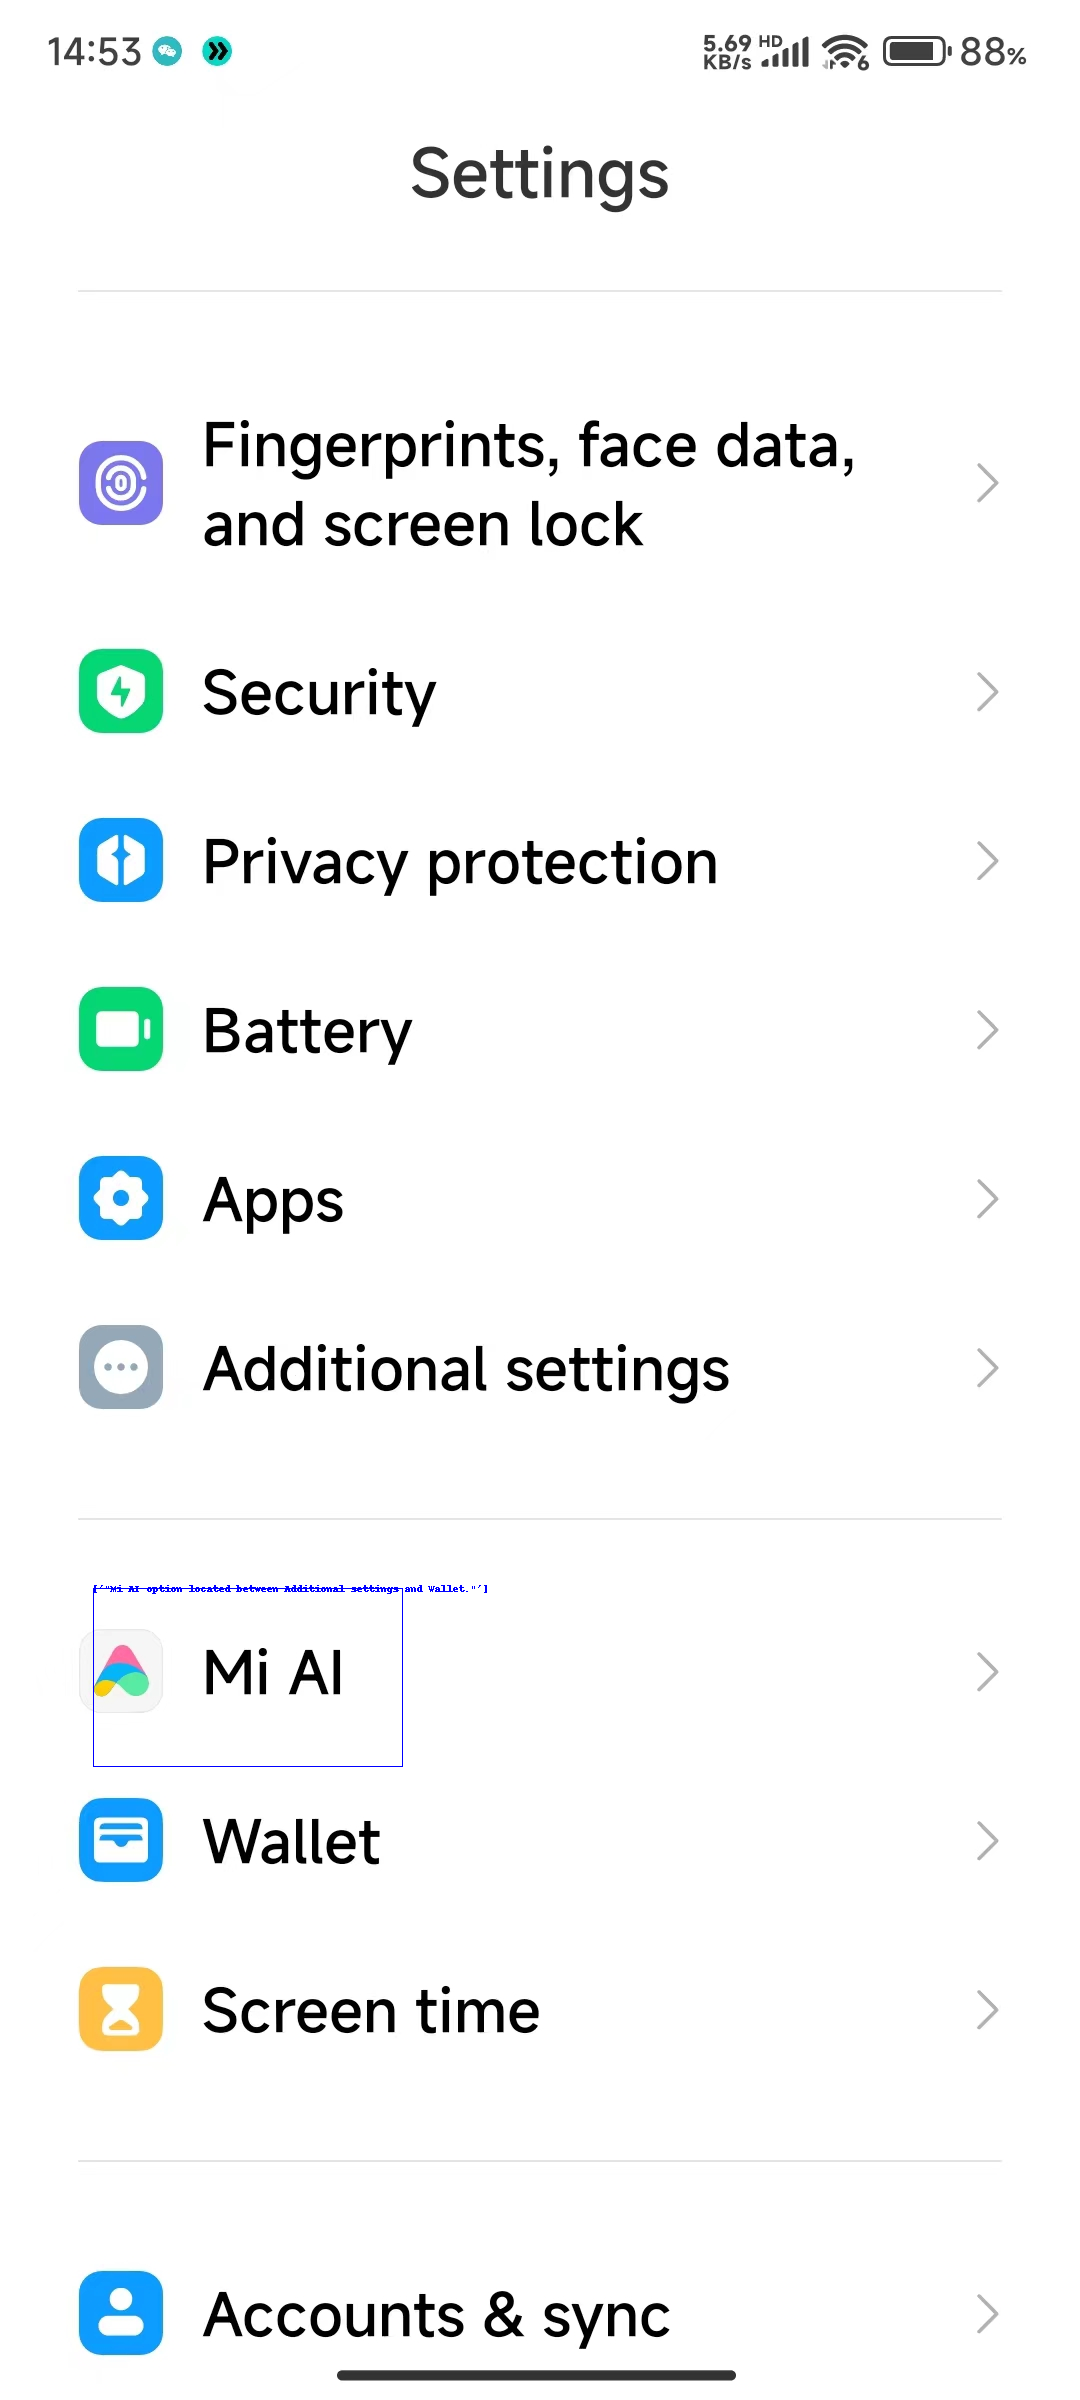 14:53
5.69 KB/s HD 6 88%
Settings
Fingerprints, face data,
and screen lock
Security
Privacy protection
Battery
Apps
Additional settings
['"Mi AI option located between Additional settings and Wallet."']
Mi AI
Wallet
Screen time
Accounts & sync